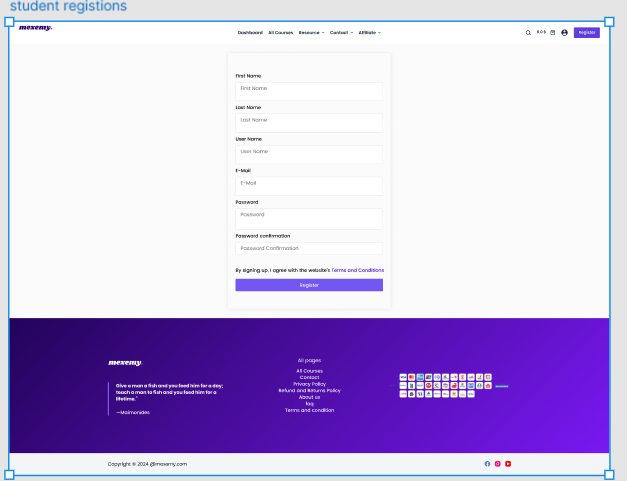 student registions
mexemy.
Dashboard All Courses Resource Contact Affiliate
0.0 $
Register
First Name
First Name
Last Name
Last Name
User Name
User Name
E-Mail
E-Mail
Password
Password
Password confirmation
Password Confirmation
By signing up, I agree with the website's Terms and Conditions
Register
mexemy.
Give a man a fish and you feed him for a day;
teach a man to fish and you feed him for a
lifetime."
—Maimonides
All pages
All Courses
Contact
Privacy Policy
Refund and Returns Policy
About us
faq
Terms and condition
Copyright © 2024 @mexemy.com